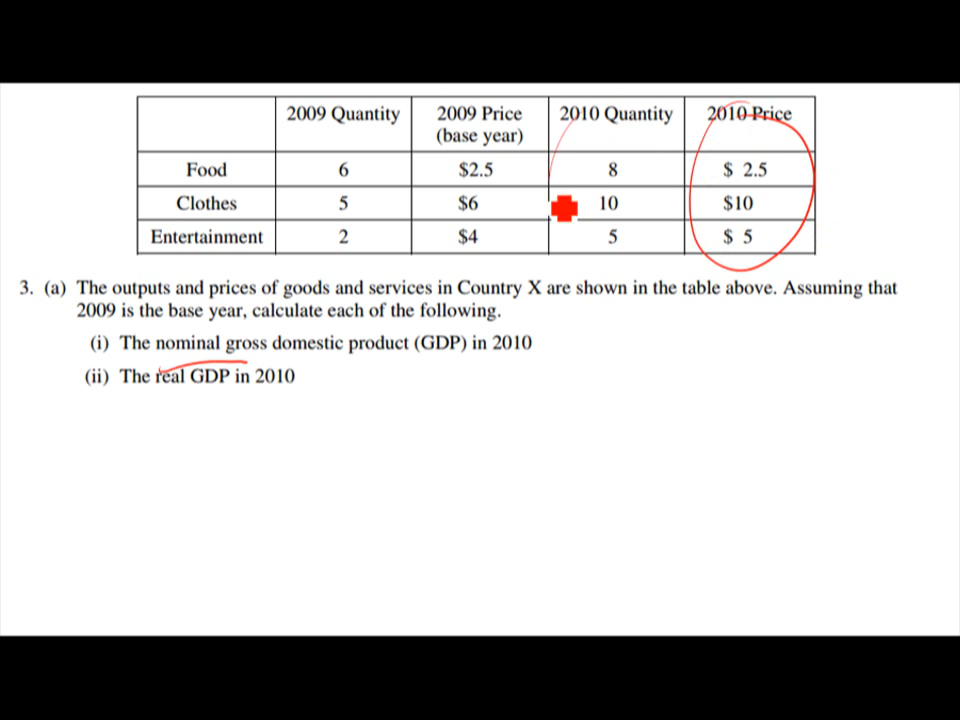 2009 Quantity 2009 Price (base year) 2010 Quantity 2010 Price
Food 6 $2.5 8 $ 2.5
Clothes 5 $6 10 $10
Entertainment 2 $4 5 $ 5
3. (a) The outputs and prices of goods and services in Country X are shown in the table above. Assuming that
2009 is the base year, calculate each of the following.
(i) The nominal gross domestic product (GDP) in 2010
(ii) The real GDP in 2010